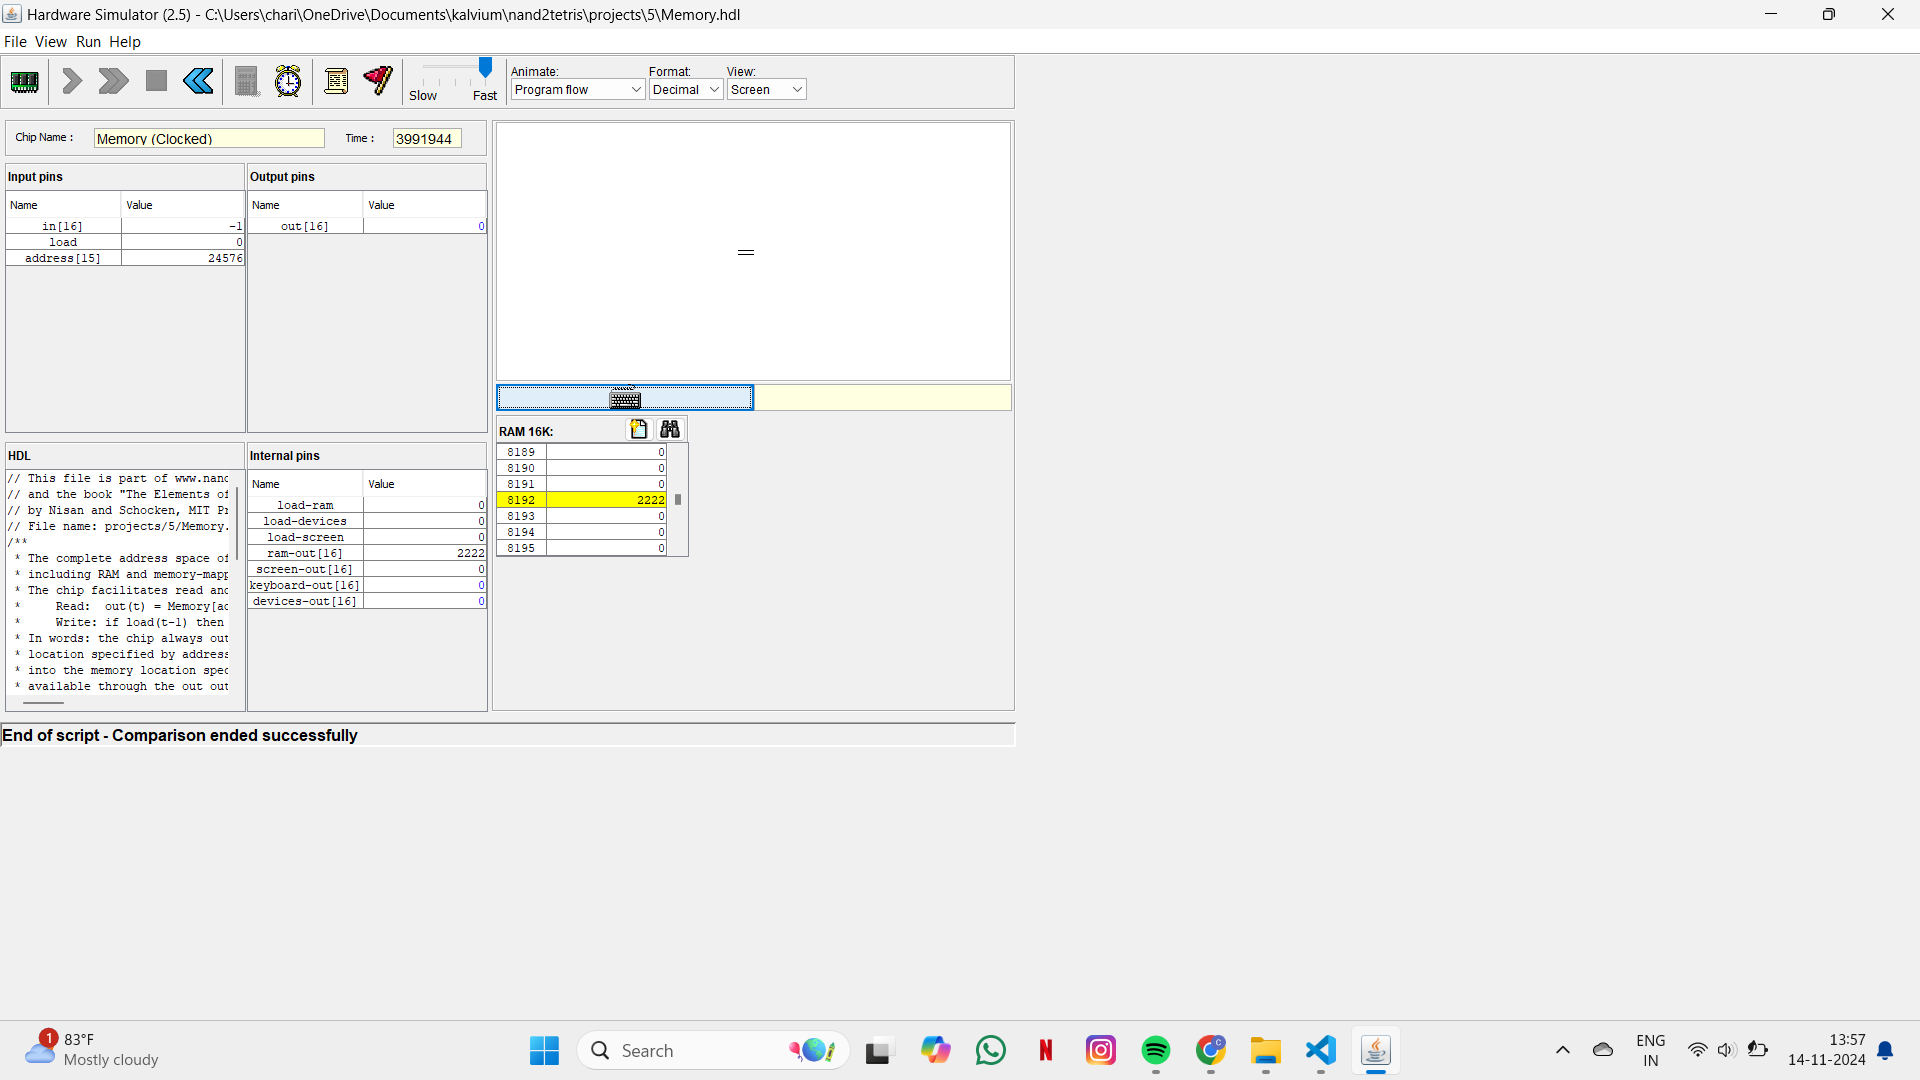 Hardware Simulator (2.5) - C:\Users\chari\OneDrive\Documents\kalvium\nand2tetris\projects\5\Memory.hdl
File View Run Help
Animate: Format: View:
Slow Fast Program flow Decimal Screen
Chip Name : Memory (Clocked) Time : 3991944
Input pins
Name Value
in[16] -1
load 0
address[15] 24576
Output pins
Name Value
out[16] 0
RAM 16K:
8189 0
8190 0
8191 0
8192 2222
8193 0
8194 0
8195 0
HDL
// This file is part of www.nand
// and the book "The Elements of
// by Nisan and Schocken, MIT Pr
// File name: projects/5/Memory.
/**
* The complete address space of
* including RAM and memory-mapp
* The chip facilitates read and
* Read: out(t) = Memory[ad
* Write: if load(t-1) then
* In words: the chip always out
* location specified by address
* into the memory location spec
* available through the out out
Internal pins
Name Value
load-ram 0
load-devices 0
load-screen 0
ram-out[16] 2222
screen-out[16] 0
keyboard-out[16] 0
devices-out[16] 0
End of script - Comparison ended successfully
1
83°F
Mostly cloudy
Search
ENG
IN
13:57
14-11-2024